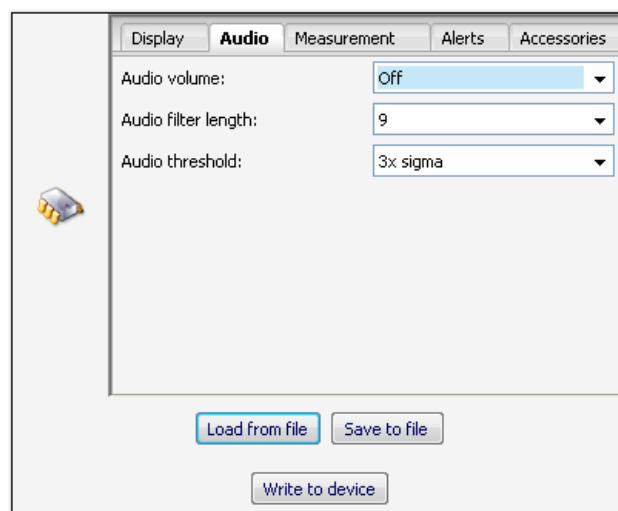 Display Audio Measurement Alerts Accessories
Audio volume: Off
Audio filter length: 9
Audio threshold: 3x sigma
Load from file Save to file
Write to device